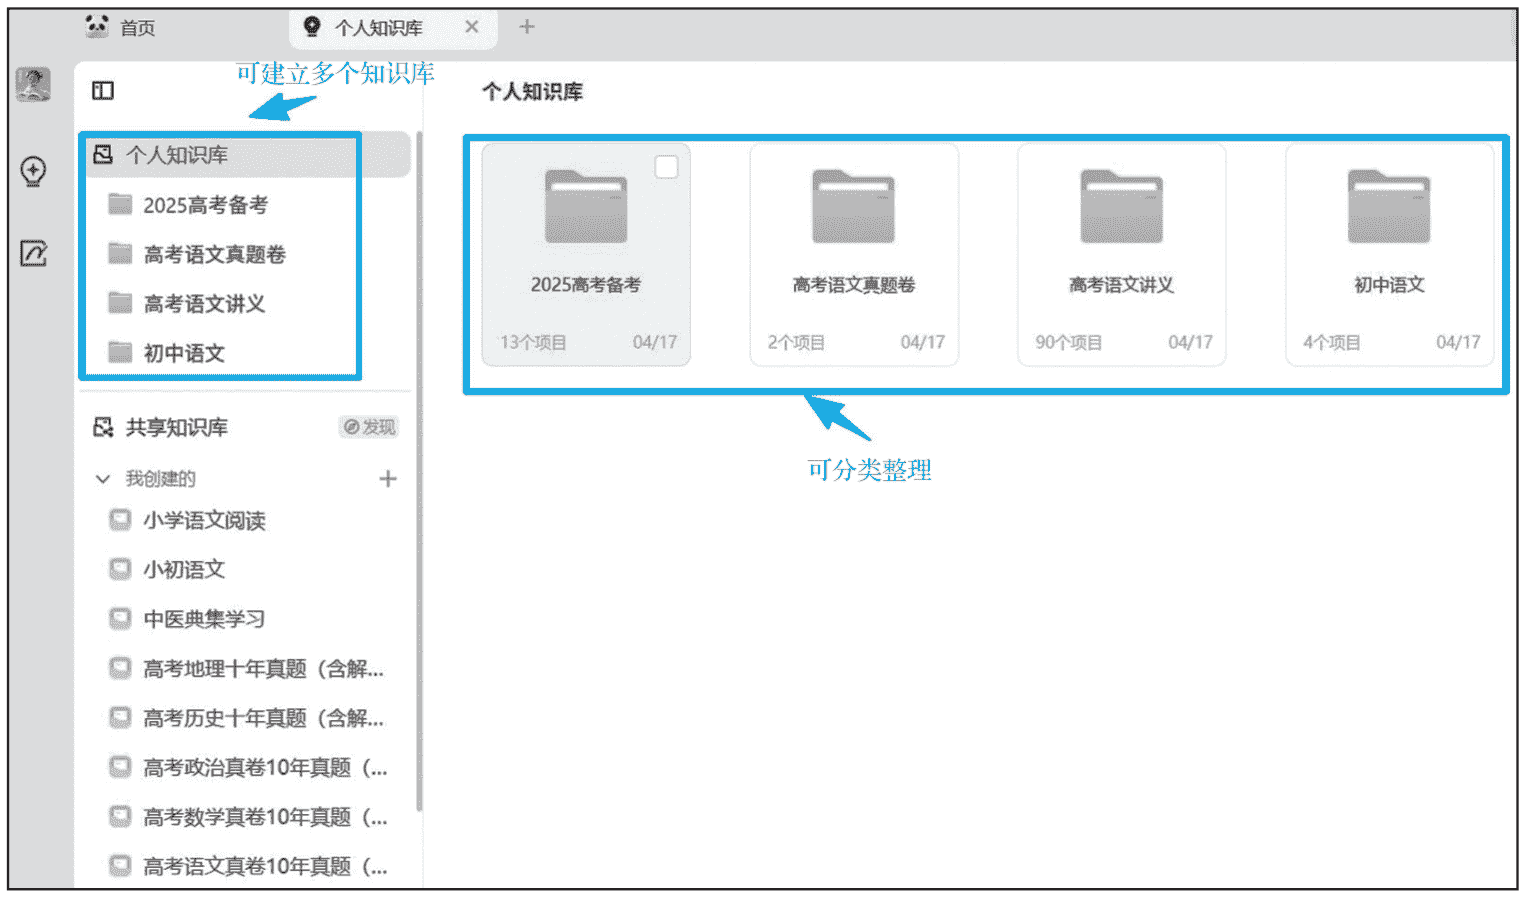 首页
个人知识库
可建立多个知识库
个人知识库
2025高考备考
高考语文真题卷
高考语文讲义
初中语文
共享知识库
发现
我创建的
小学语文阅读
小初语文
中医典集学习
高考地理十年真题（含解...
高考历史十年真题（含解...
高考政治真卷10年真题（...
高考数学真卷10年真题（...
高考语文真卷10年真题（...
个人知识库
2025高考备考
13个项目 04/17
高考语文真题卷
2个项目 04/17
高考语文讲义
90个项目 04/17
初中语文
4个项目 04/17
可分类整理